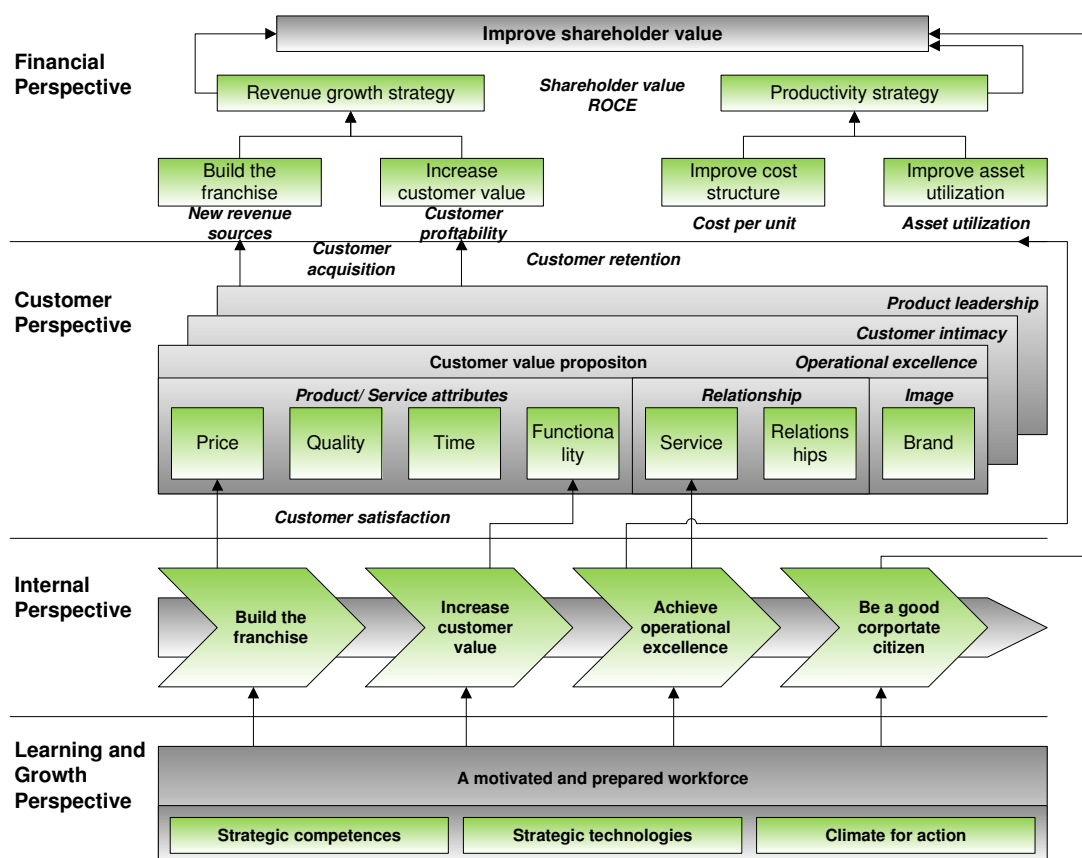 Improve shareholder value
Financial
Perspective
Revenue growth strategy
Shareholder value
ROCE
Productivity strategy
Build the
franchise
Increase
customer value
Improve cost
structure
Improve asset
utilization
New revenue
sources
Customer
proftability
Cost per unit
Asset utilization
Customer
acquisition
Customer retention
Customer
Perspective
Product leadership
Customer intimacy
Customer value propositon
Operational excellence
Product/ Service attributes
Relationship
Image
Price
Quality
Time
Functiona
lity
Service
Relations
hips
Brand
Customer satisfaction
Internal
Perspective
Build the
franchise
Increase
customer
value
Achieve
operational
excellence
Be a good
corportate
citizen
Learning and
Growth
Perspective
A motivated and prepared workforce
Strategic competences
Strategic technologies
Climate for action